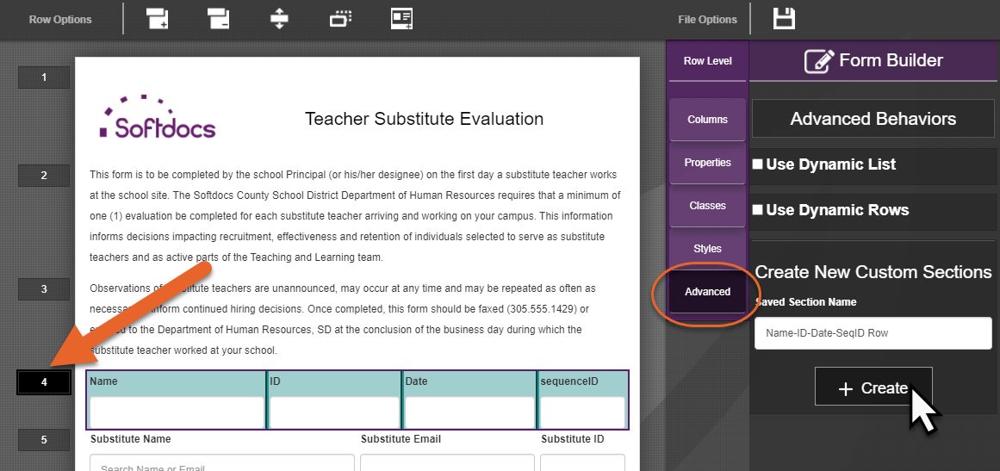 Row Options
File Options
Row Level
Form Builder
1
Softdocs
Teacher Substitute Evaluation
Columns
Advanced Behaviors
2
This form is to be completed by the school Principal (or his/her designee) on the first day a substitute teacher works
at the school site. The Softdocs County School District Department of Human Resources requires that a minimum of
one (1) evaluation be completed for each substitute teacher arriving and working on your campus. This information
informs decisions impacting recruitment, effectiveness and retention of individuals selected to serve as substitute
teachers and as active parts of the Teaching and Learning team.
Properties
Use Dynamic List
Classes
Use Dynamic Rows
Styles
Create New Custom Sections
3
Observations of teachers are unannounced, may occur at any time and may be repeated as often as
inform continued hiring decisions. Once completed, this form should be faxed (305.555.1429) or
to the Department of Human Resources, SD at the conclusion of the business day during which the
substitute teacher worked at your school.
Advanced
Saved Section Name
Name-ID-Date-SeqID Row
4
Name ID Date sequenceID
+ Create
5
Substitute Name Substitute Email Substitute ID
Search Name or Email